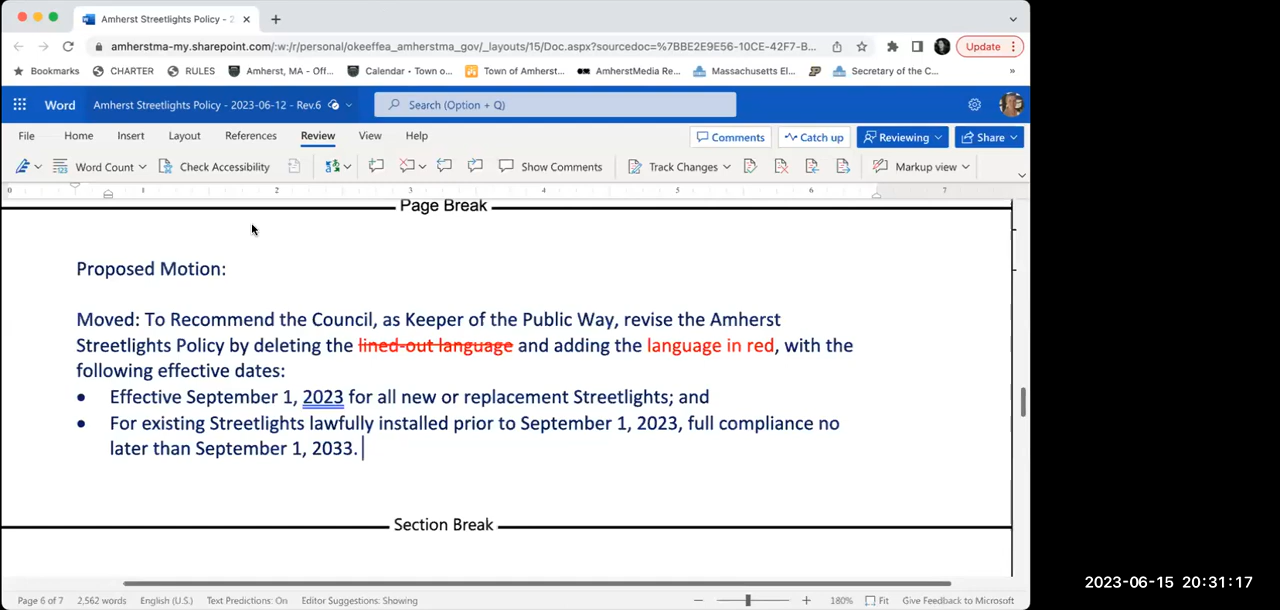 Amherst Streetlights Policy - 2
amherstma-my.sharepoint.com/:w:/r/personal/okeeffea_amherstma_gov/_layouts/15/Doc.aspx?sourcedoc=%7BBE2E9E56-10CE-42F7-B... Update
Bookmarks CHARTER RULES Amherst, MA - Off... Calendar • Town o... Town of Amherst... AmherstMedia Re... Massachusetts El... Secretary of the C... »
Word Amherst Streetlights Policy - 2023-06-12 - Rev.6 Search (Option + Q)
File Home Insert Layout References Review View Help Comments Catch up Reviewing Share
Word Count Check Accessibility Show Comments Track Changes Markup view
0 1 2 3 4 5 6 7
Page Break
Proposed Motion:
Moved: To Recommend the Council, as Keeper of the Public Way, revise the Amherst
Streetlights Policy by deleting the lined-out language and adding the language in red, with the
following effective dates:
• Effective September 1, 2023 for all new or replacement Streetlights; and
• For existing Streetlights lawfully installed prior to September 1, 2023, full compliance no
later than September 1, 2033.
Section Break
2023-06-15 20:31:17
Page 6 of 7 2,562 words English (U.S.) Text Predictions: On Editor Suggestions: Showing − + 180% Fit Give Feedback to Microsoft